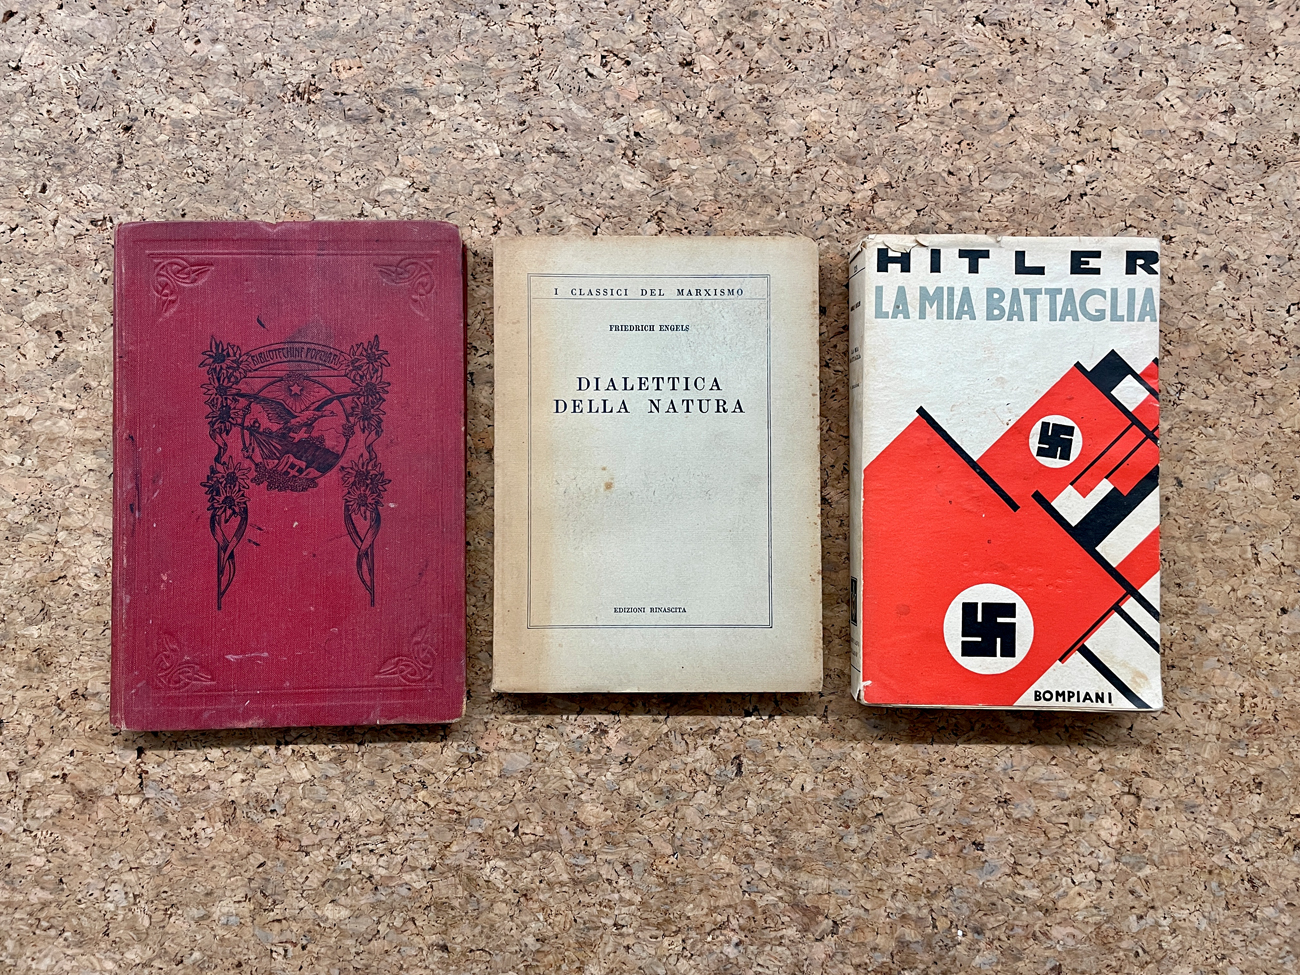 BIBLIOTECHINE POPOLARI
I CLASSICI DEL MARXISMO
FRIEDRICH ENGELS
DIALETTICA
DELLA NATURA
EDIZIONI RINASCITA
HITLER
LA MIA BATTAGLIA
BOMPIANI